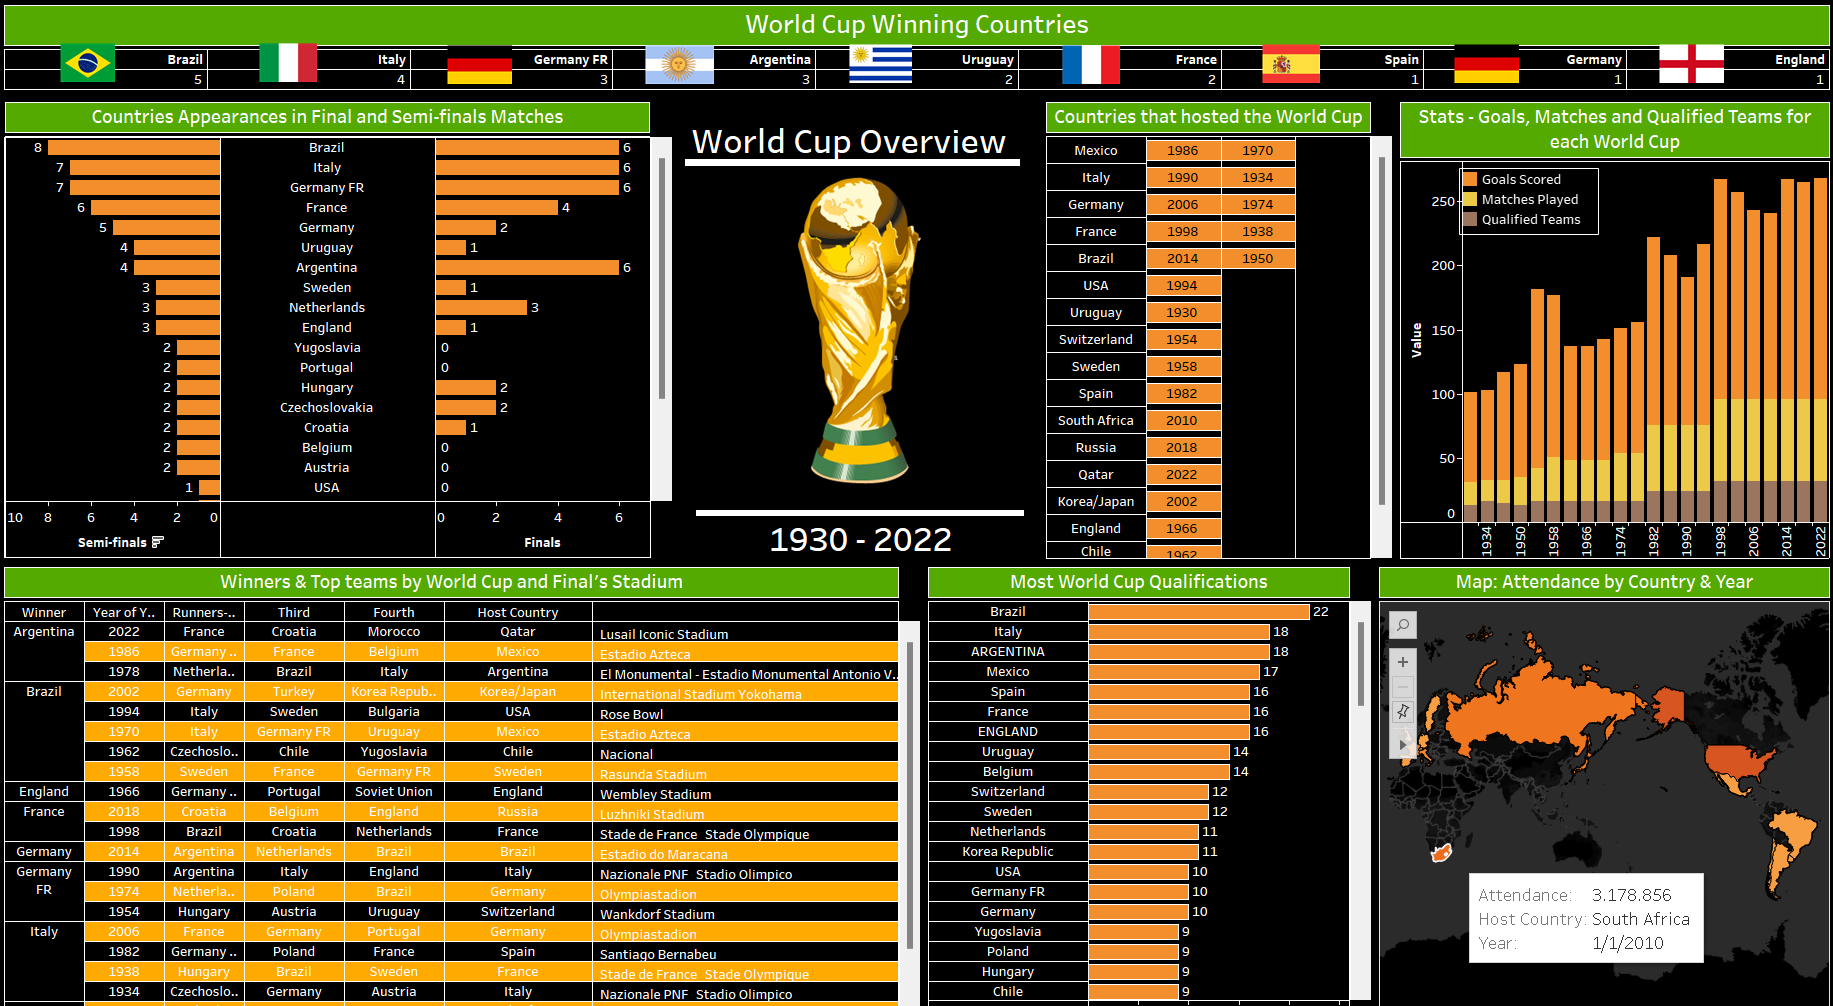 World Cup Winning Countries
Brazil Italy Germany FR Argentina Uruguay France Spain Germany England
5 4 3 3 2 2 1 1 1
Countries Appearances in Final and Semi-finals Matches
8 Brazil 6
7 Italy 6
7 Germany FR 6
6 France 4
5 Germany 2
4 Uruguay 1
4 Argentina 6
3 Sweden 1
3 Netherlands 3
3 England 1
2 Yugoslavia 0
2 Portugal 0
2 Hungary 2
2 Czechoslovakia 2
2 Croatia 1
2 Belgium 0
2 Austria 0
1 USA 0
10 8 6 4 2 0 0 2 4 6
Semi-finals Finals
World Cup Overview
1930 - 2022
Countries that hosted the World Cup
Mexico 1986 1970
Italy 1990 1934
Germany 2006 1974
France 1998 1938
Brazil 2014 1950
USA 1994
Uruguay 1930
Switzerland 1954
Sweden 1958
Spain 1982
South Africa 2010
Russia 2018
Qatar 2022
Korea/Japan 2002
England 1966
Chile 1962
Stats - Goals, Matches and Qualified Teams for
each World Cup
Goals Scored
Matches Played
Qualified Teams
250
200
150
100
50
0
Value
1934 1950 1958 1966 1974 1982 1990 1998 2006 2014 2022
Winners & Top teams by World Cup and Final's Stadium
Winner Year of Y.. Runners-.. Third Fourth Host Country
Argentina 2022 France Croatia Morocco Qatar Lusail Iconic Stadium
1986 Germany .. France Belgium Mexico Estadio Azteca
1978 Netherla.. Brazil Italy Argentina El Monumental - Estadio Monumental Antonio V..
Brazil 2002 Germany Turkey Korea Repub.. Korea/Japan International Stadium Yokohama
1994 Italy Sweden Bulgaria USA Rose Bowl
1970 Italy Germany FR Uruguay Mexico Estadio Azteca
1962 Czechoslo.. Chile Yugoslavia Chile Nacional
1958 Sweden France Germany FR Sweden Rasunda Stadium
England 1966 Germany .. Portugal Soviet Union England Wembley Stadium
France 2018 Croatia Belgium England Russia Luzhniki Stadium
1998 Brazil Croatia Netherlands France Stade de France Stade Olympique
Germany 2014 Argentina Netherlands Brazil Brazil Estadio do Maracana
Germany FR 1990 Argentina Italy England Italy Nazionale PNF Stadio Olimpico
1974 Netherla.. Poland Brazil Germany Olympiastadion
1954 Hungary Austria Uruguay Switzerland Wankdorf Stadium
Italy 2006 France Germany Portugal Germany Olympiastadion
1982 Germany .. Poland France Spain Santiago Bernabeu
1938 Hungary Brazil Sweden France Stade de France Stade Olympique
1934 Czechoslo.. Germany Austria Italy Nazionale PNF Stadio Olimpico
Most World Cup Qualifications
Brazil 22
Italy 18
ARGENTINA 18
Mexico 17
Spain 16
France 16
ENGLAND 16
Uruguay 14
Belgium 14
Switzerland 12
Sweden 12
Netherlands 11
Korea Republic 11
USA 10
Germany FR 10
Germany 10
Yugoslavia 9
Poland 9
Hungary 9
Chile 9
Map: Attendance by Country & Year
Attendance: 3.178.856
Host Country: South Africa
Year: 1/1/2010